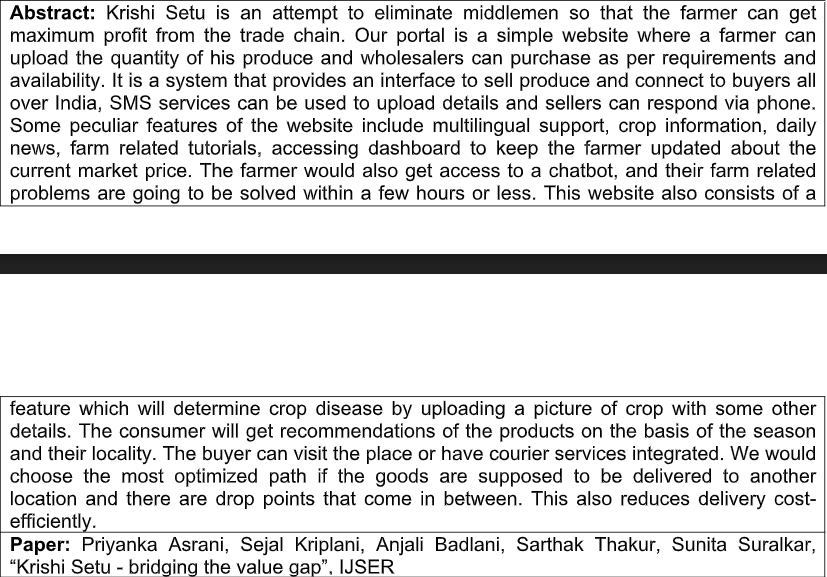 Abstract: Krishi Setu is an attempt to eliminate middlemen so that the farmer can get
maximum profit from the trade chain. Our portal is a simple website where a farmer can
upload the quantity of his produce and wholesalers can purchase as per requirements and
availability. It is a system that provides an interface to sell produce and connect to buyers all
over India, SMS services can be used to upload details and sellers can respond via phone.
Some peculiar features of the website include multilingual support, crop information, daily
news, farm related tutorials, accessing dashboard to keep the farmer updated about the
current market price. The farmer would also get access to a chatbot, and their farm related
problems are going to be solved within a few hours or less. This website also consists of a
feature which will determine crop disease by uploading a picture of crop with some other
details. The consumer will get recommendations of the products on the basis of the season
and their locality. The buyer can visit the place or have courier services integrated. We would
choose the most optimized path if the goods are supposed to be delivered to another
location and there are drop points that come in between. This also reduces delivery cost-
efficiently.
Paper: Priyanka Asrani, Sejal Kriplani, Anjali Badlani, Sarthak Thakur, Sunita Suralkar,
“Krishi Setu - bridging the value gap”, IJSER